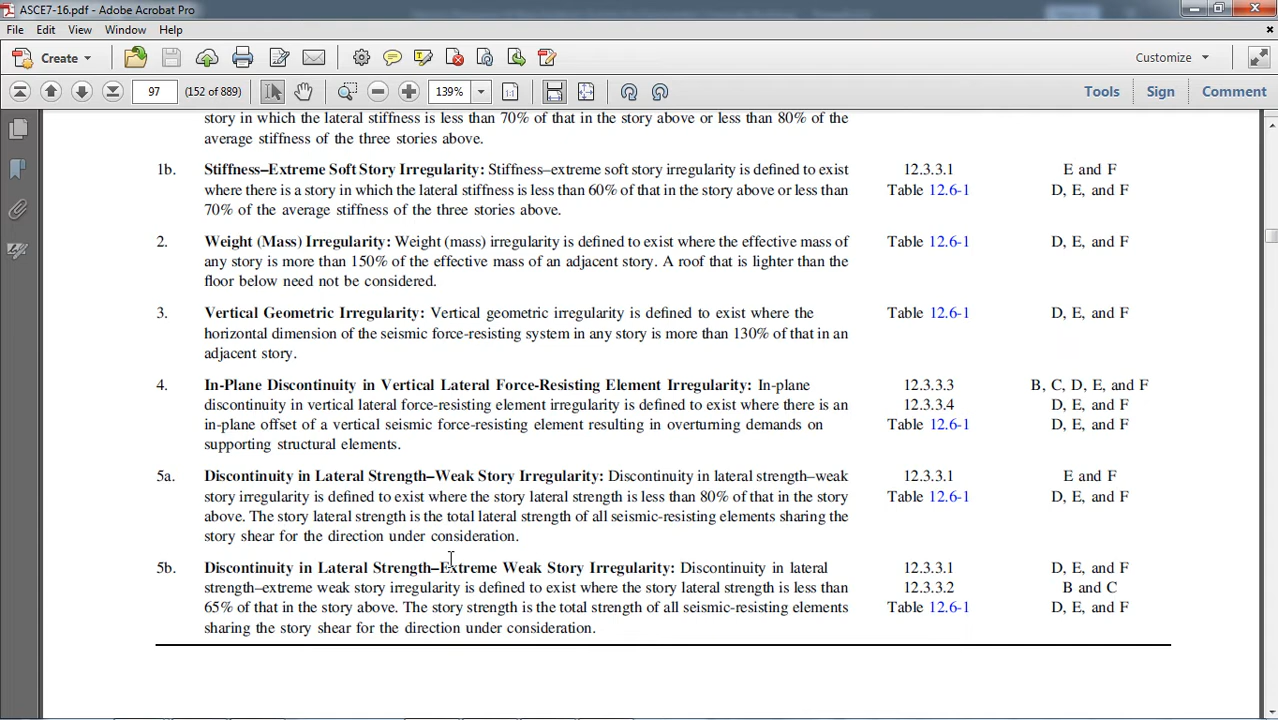 ASCE7-16.pdf - Adobe Acrobat Pro
File Edit View Window Help
Create Customize
97 (152 of 889) 139% Tools Sign Comment
story in which the lateral stiffness is less than 70% of that in the story above or less than 80% of the
average stiffness of the three stories above.
1b. Stiffness–Extreme Soft Story Irregularity: Stiffness–extreme soft story irregularity is defined to exist 12.3.3.1 E and F
where there is a story in which the lateral stiffness is less than 60% of that in the story above or less than Table 12.6-1 D, E, and F
70% of the average stiffness of the three stories above.
2. Weight (Mass) Irregularity: Weight (mass) irregularity is defined to exist where the effective mass of Table 12.6-1 D, E, and F
any story is more than 150% of the effective mass of an adjacent story. A roof that is lighter than the
floor below need not be considered.
3. Vertical Geometric Irregularity: Vertical geometric irregularity is defined to exist where the Table 12.6-1 D, E, and F
horizontal dimension of the seismic force-resisting system in any story is more than 130% of that in an
adjacent story.
4. In-Plane Discontinuity in Vertical Lateral Force-Resisting Element Irregularity: In-plane 12.3.3.3 B, C, D, E, and F
discontinuity in vertical lateral force-resisting element irregularity is defined to exist where there is an 12.3.3.4 D, E, and F
in-plane offset of a vertical seismic force-resisting element resulting in overturning demands on Table 12.6-1 D, E, and F
supporting structural elements.
5a. Discontinuity in Lateral Strength–Weak Story Irregularity: Discontinuity in lateral strength–weak 12.3.3.1 E and F
story irregularity is defined to exist where the story lateral strength is less than 80% of that in the story Table 12.6-1 D, E, and F
above. The story lateral strength is the total lateral strength of all seismic-resisting elements sharing the
story shear for the direction under consideration.
5b. Discontinuity in Lateral Strength–Extreme Weak Story Irregularity: Discontinuity in lateral 12.3.3.1 D, E, and F
strength–extreme weak story irregularity is defined to exist where the story lateral strength is less than 12.3.3.2 B and C
65% of that in the story above. The story strength is the total strength of all seismic-resisting elements Table 12.6-1 D, E, and F
sharing the story shear for the direction under consideration.